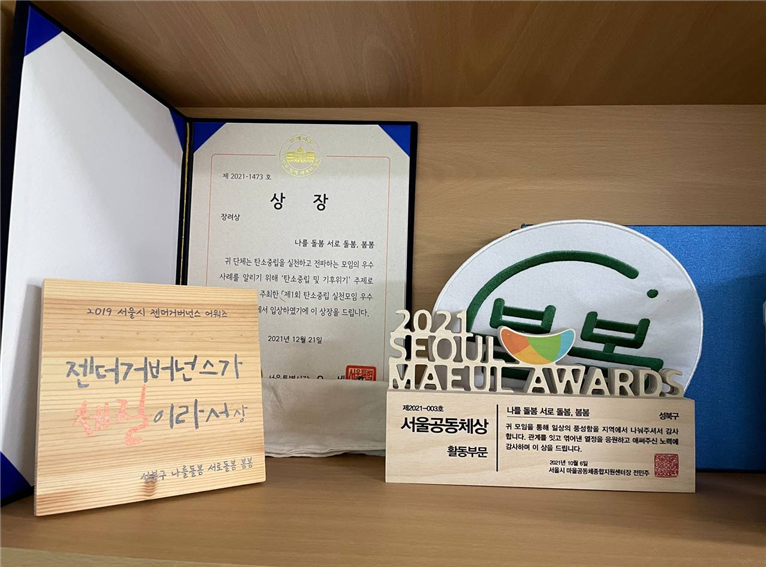 2019 서울시 젠더거버넌스 어워즈
젠더거버넌스가
질이라서상
성북구 나를돌봄 서로돌봄 봄봄
제 2021-1473 호
상 장
장려상
나를 돌봄 서로 돌봄, 봄봄
귀 단체는 탄소중립을 실천하고 전파하는 모임의 우수
사례를 알리기 위해 '탄소중립 및 기후위기' 주제로
주최한 「제1회 탄소중립 실천모임 우수
에서 입상하였기에 이 상장을 드립니다.
2021년 12월 21일
서울특별시장
봄봄
2021
SEOUL
MAEUL AWARDS
제2021-003호
서울공동체상
활동부문
나를 돌봄 서로 돌봄, 봄봄 성북구
귀 모임을 통해 일상의 풍성함을 지역에서 나눠주셔서 감사
합니다. 관계를 잇고 엮어낸 열정을 응원하고 애써주신 노력에
감사하며 이 상을 드립니다.
2021년 10월 6일
서울시 마을공동체종합지원센터장 전민주